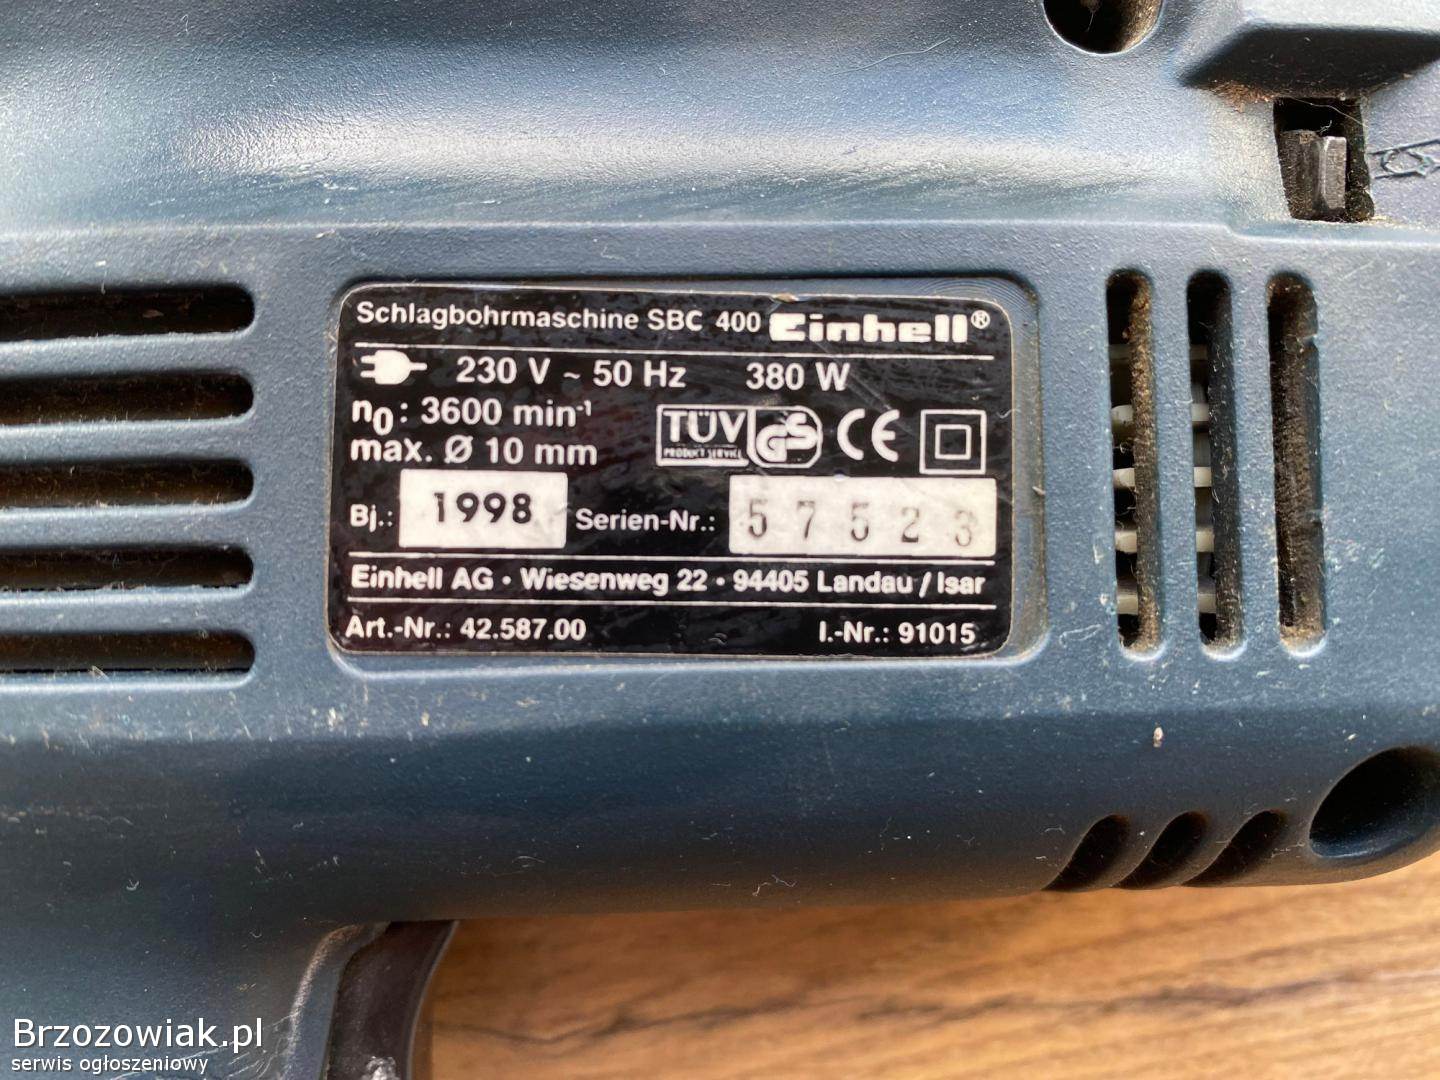 Schlagbohrmaschine SBC 400 Einhell®
230 V ~ 50 Hz 380 W
n0 : 3600 min-1
max. Ø 10 mm
TÜV
PRODUCT SERVICE
GS
CE
Bj.: 1998 Serien-Nr.: 57523
Einhell AG · Wiesenweg 22 · 94405 Landau / Isar
Art.-Nr.: 42.587.00 I.-Nr.: 91015
Brzozowiak.pl
serwis ogłoszeniowy